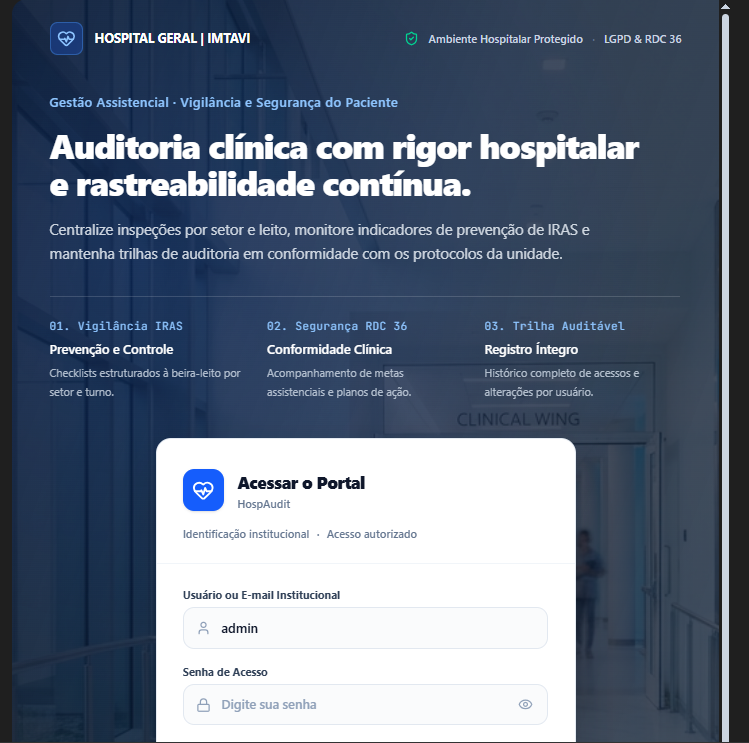 HOSPITAL GERAL | IMTAVI
Ambiente Hospitalar Protegido · LGPD & RDC 36
Gestão Assistencial · Vigilância e Segurança do Paciente
Auditoria clínica com rigor hospitalar
e rastreabilidade contínua.
Centralize inspeções por setor e leito, monitore indicadores de prevenção de IRAS e
mantenha trilhas de auditoria em conformidade com os protocolos da unidade.
01. Vigilância IRAS
Prevenção e Controle
Checklists estruturados à beira-leito por
setor e turno.
02. Segurança RDC 36
Conformidade Clínica
Acompanhamento de metas
assistenciais e planos de ação.
03. Trilha Auditável
Registro Íntegro
Histórico completo de acessos e
alterações por usuário.
CLINICAL WING
Acessar o Portal
HospAudit
Identificação institucional · Acesso autorizado
Usuário ou E-mail Institucional
admin
Senha de Acesso
Digite sua senha